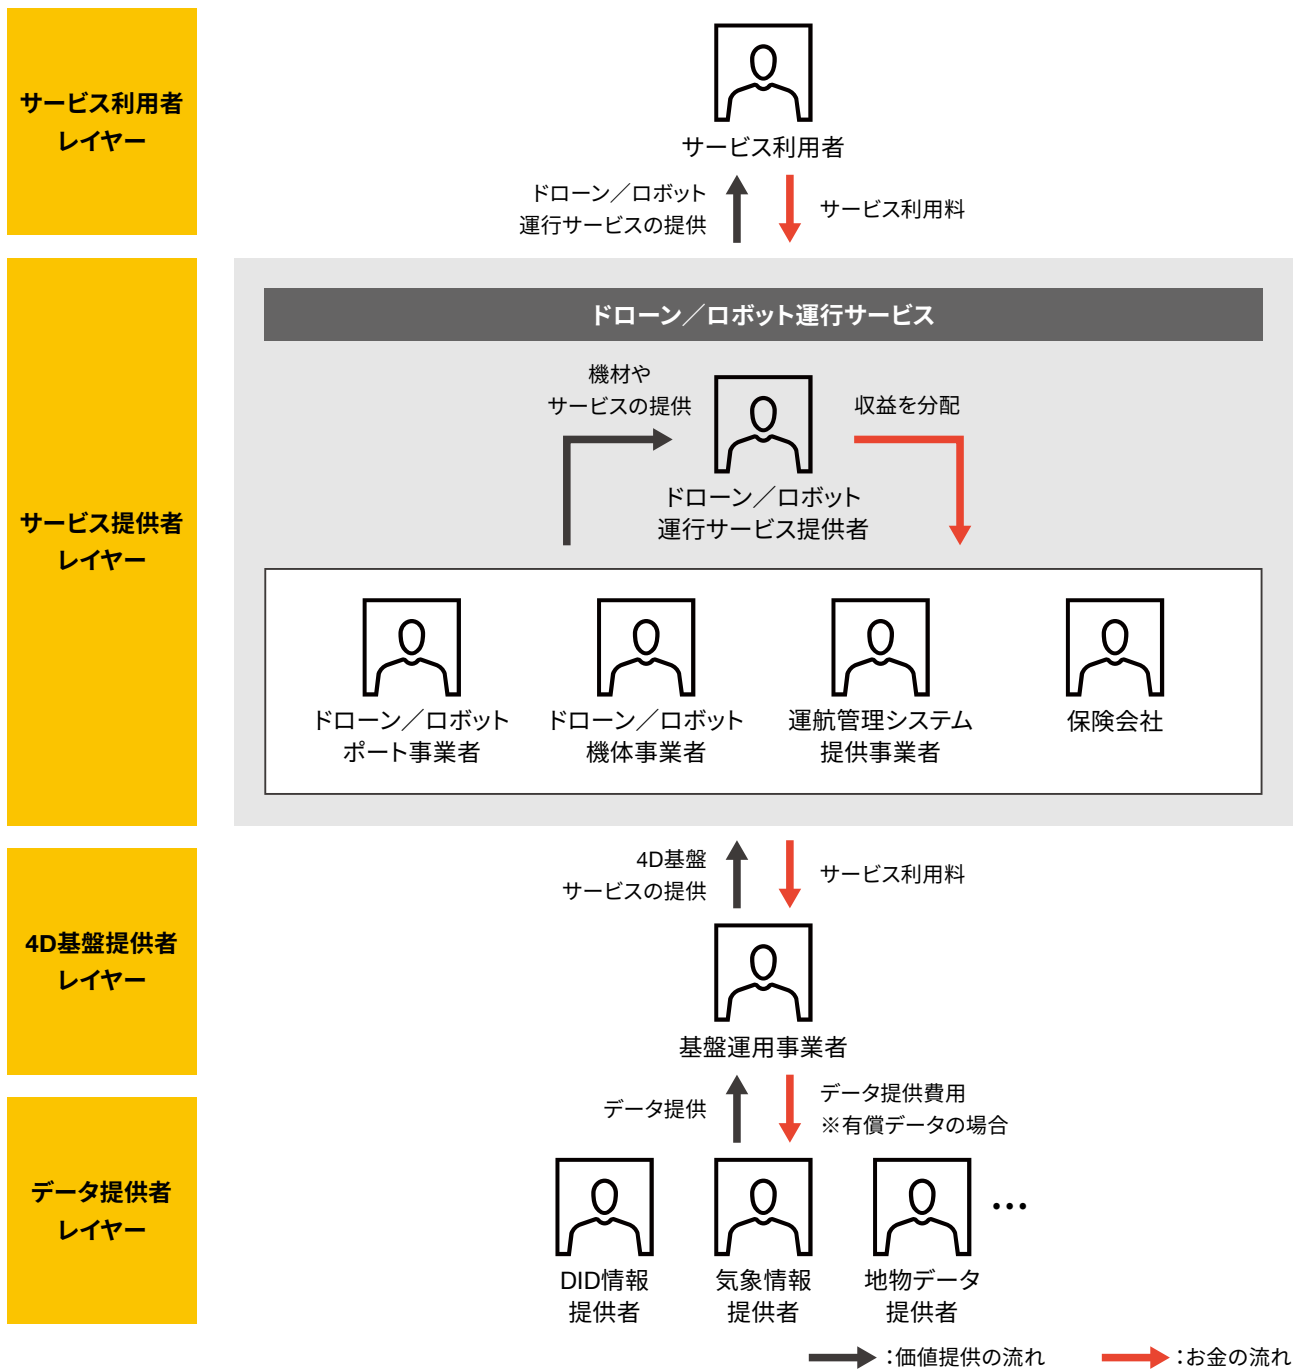 サービス利用者
レイヤー
サービス利用者
ドローン／ロボット
運行サービスの提供
サービス利用料
サービス提供者
レイヤー
ドローン／ロボット運行サービス
機材や
サービスの提供
収益を分配
ドローン／ロボット
運行サービス提供者
ドローン／ロボット
ポート事業者
ドローン／ロボット
機体事業者
運航管理システム
提供事業者
保険会社
4D基盤提供者
レイヤー
4D基盤
サービスの提供
サービス利用料
基盤運用事業者
データ提供者
レイヤー
データ提供
データ提供費用
※有償データの場合
DID情報
提供者
気象情報
提供者
地物データ
提供者
…
：価値提供の流れ
：お金の流れ